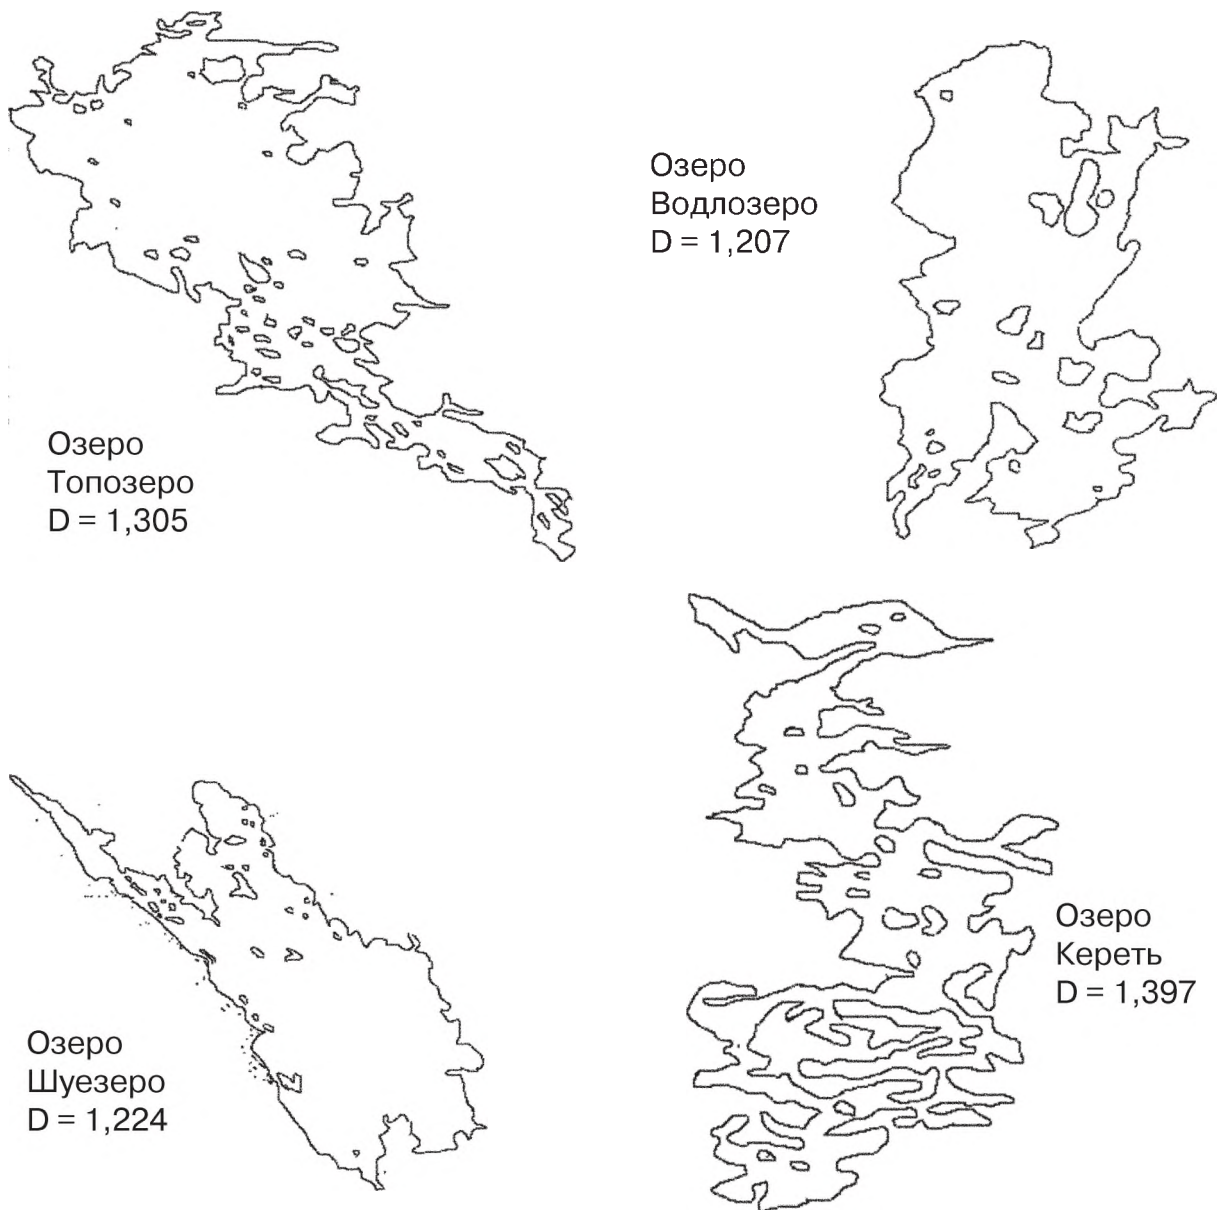 Озеро
Топозеро
D = 1,305
Озеро
Водлозеро
D = 1,207
Озеро
Шуезеро
D = 1,224
Озеро
Кереть
D = 1,397